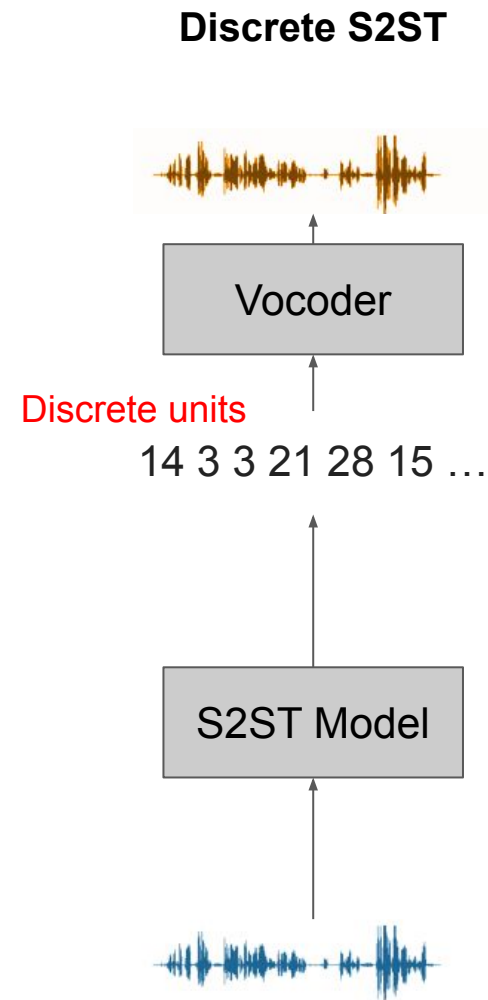 Discrete S2ST
Vocoder
Discrete units
14 3 3 21 28 15 …
S2ST Model